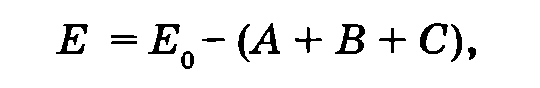 E = E₀ – (A + B + C),